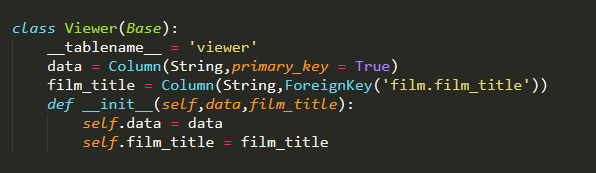 class Viewer(Base):
    __tablename__ = 'viewer'
    data = Column(String,primary_key = True)
    film_title = Column(String,ForeignKey('film.film_title'))
    def __init__(self,data,film_title):
        self.data = data
        self.film_title = film_title